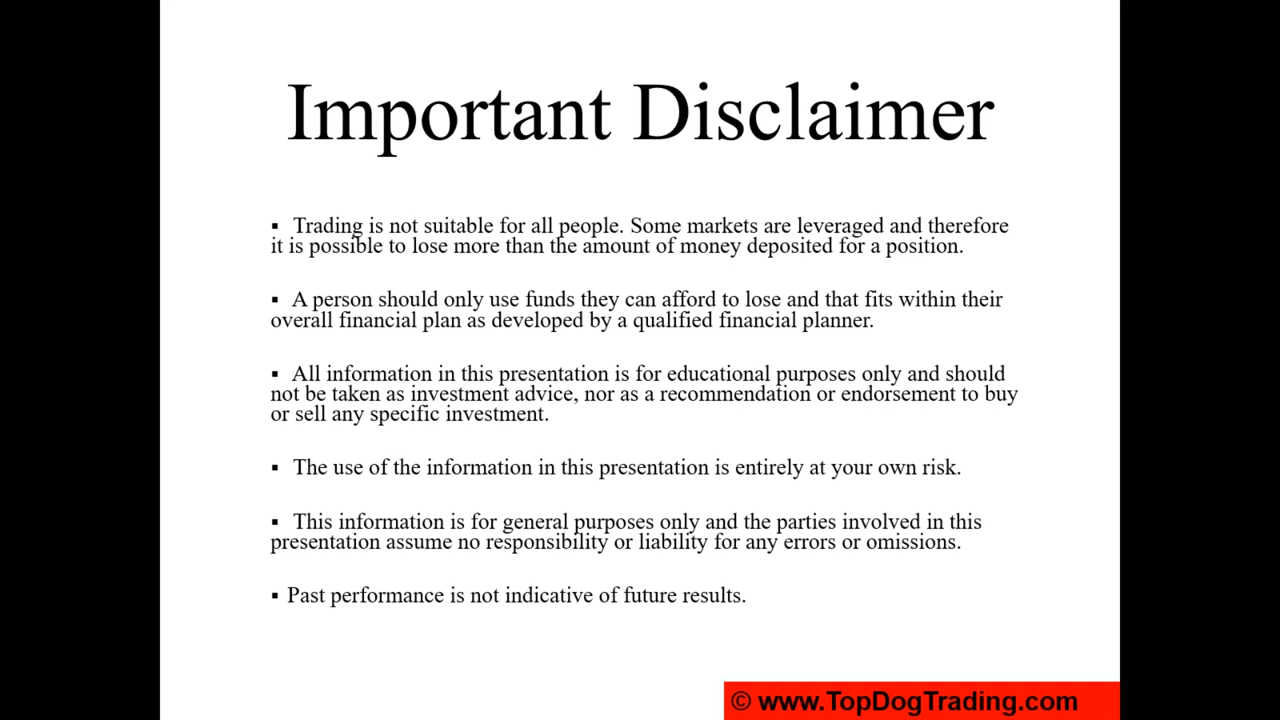 Important Disclaimer
▪ Trading is not suitable for all people. Some markets are leveraged and therefore
it is possible to lose more than the amount of money deposited for a position.
▪ A person should only use funds they can afford to lose and that fits within their
overall financial plan as developed by a qualified financial planner.
▪ All information in this presentation is for educational purposes only and should
not be taken as investment advice, nor as a recommendation or endorsement to buy
or sell any specific investment.
▪ The use of the information in this presentation is entirely at your own risk.
▪ This information is for general purposes only and the parties involved in this
presentation assume no responsibility or liability for any errors or omissions.
▪ Past performance is not indicative of future results.
© www.TopDogTrading.com